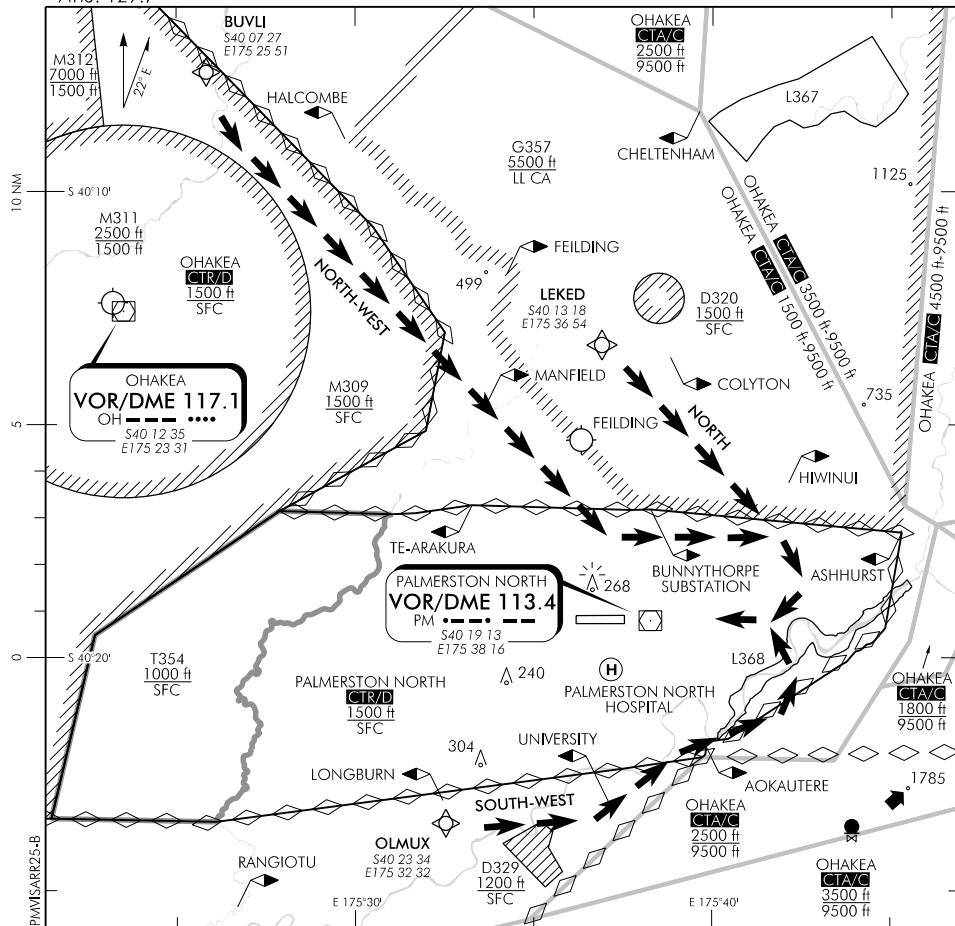 BUVLI
S40 07 27
E175 25 51
OHAKEA
CTA/C
2500 ft
9500 ft
M312
7000 ft
1500 ft
22° E
HALCOMBE
L367
G357
5500 ft
LL CA
CHELTENHAM
1125
10 NM
S 40°10'
M311
2500 ft
1500 ft
OHAKEA
CTR/D
1500 ft
SFC
NORTH-WEST
FEILDING
499
LEKED
S40 13 18
E175 36 54
D320
1500 ft
SFC
OHAKEA CTA/C 3500 ft-9500 ft
OHAKEA CTA/C 1500 ft-9500 ft
OHAKEA CTA/C 4500 ft-9500 ft
OHAKEA
VOR/DME 117.1
OH
S40 12 35
E175 23 31
M309
1500 ft
SFC
MANFIELD
COLYTON
735
5
FEILDING
NORTH
HIWINUI
TE-ARAKURA
BUNNYTHORPE
SUBSTATION
ASHHURST
PALMERSTON NORTH
VOR/DME 113.4
PM
S40 19 13
E175 38 16
268
0
S 40°20'
T354
1000 ft
SFC
PALMERSTON NORTH
CTR/D
1500 ft
SFC
240
H
PALMERSTON NORTH
HOSPITAL
L368
OHAKEA
CTA/C
1800 ft
9500 ft
304
UNIVERSITY
LONGBURN
AOKAUTERE
1785
SOUTH-WEST
OLMUX
S40 23 34
E175 32 32
D329
1200 ft
SFC
OHAKEA
CTA/C
2500 ft
9500 ft
RANGIOTU
OHAKEA
CTA/C
3500 ft
9500 ft
E 175°30'
E 175°40'
PMVISARR25-B